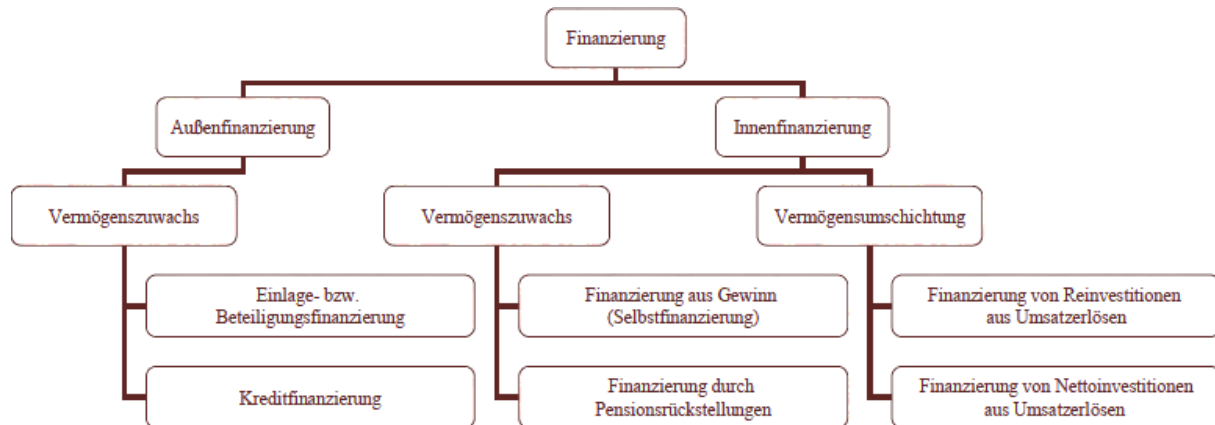 Finanzierung
Außenfinanzierung
Innenfinanzierung
Vermögenszuwachs
Vermögenszuwachs
Vermögensumschichtung
Einlage- bzw.
Beteiligungsfinanzierung
Finanzierung aus Gewinn
(Selbstfinanzierung)
Finanzierung von Reinvestitionen
aus Umsatzerlösen
Kreditfinanzierung
Finanzierung durch
Pensionsrückstellungen
Finanzierung von Nettoinvestitionen
aus Umsatzerlösen